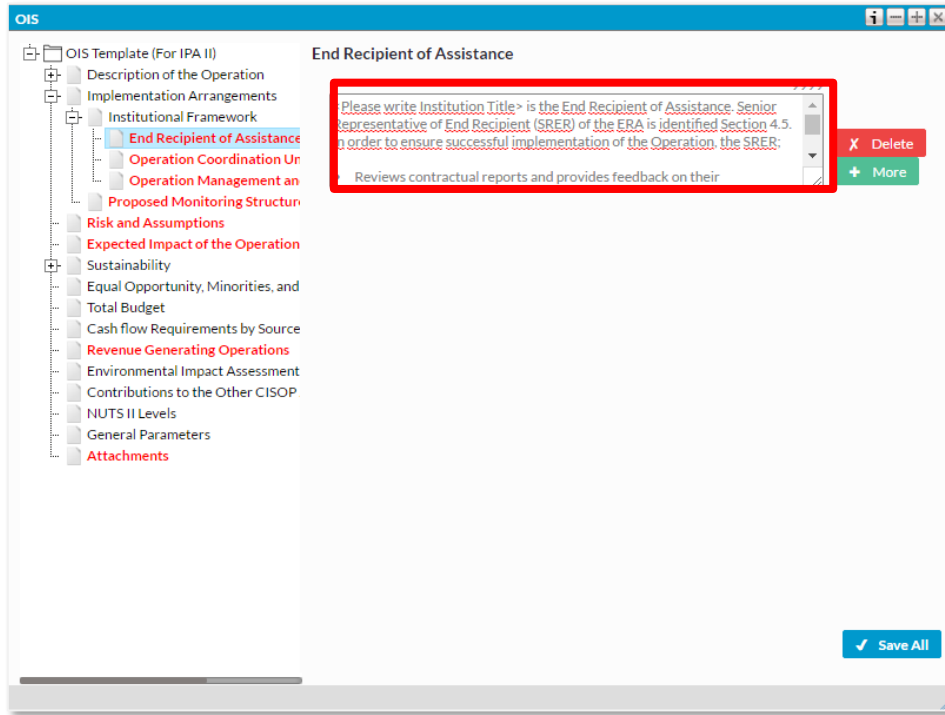 OIS
OIS Template (For IPA II)
Description of the Operation
Implementation Arrangements
Institutional Framework
End Recipient of Assistance
Operation Coordination Un
Operation Management an
Proposed Monitoring Structure
Risk and Assumptions
Expected Impact of the Operation
Sustainability
Equal Opportunity, Minorities, and
Total Budget
Cash flow Requirements by Source
Revenue Generating Operations
Environmental Impact Assessment
Contributions to the Other CISOP
NUTS II Levels
General Parameters
Attachments
End Recipient of Assistance
<Please write Institution Title> is the End Recipient of Assistance. Senior
Representative of End Recipient (SRER) of the ERA is identified Section 4.5.
n order to ensure successful implementation of the Operation, the SRER:
Reviews contractual reports and provides feedback on their
X Delete
+ More
✓ Save All